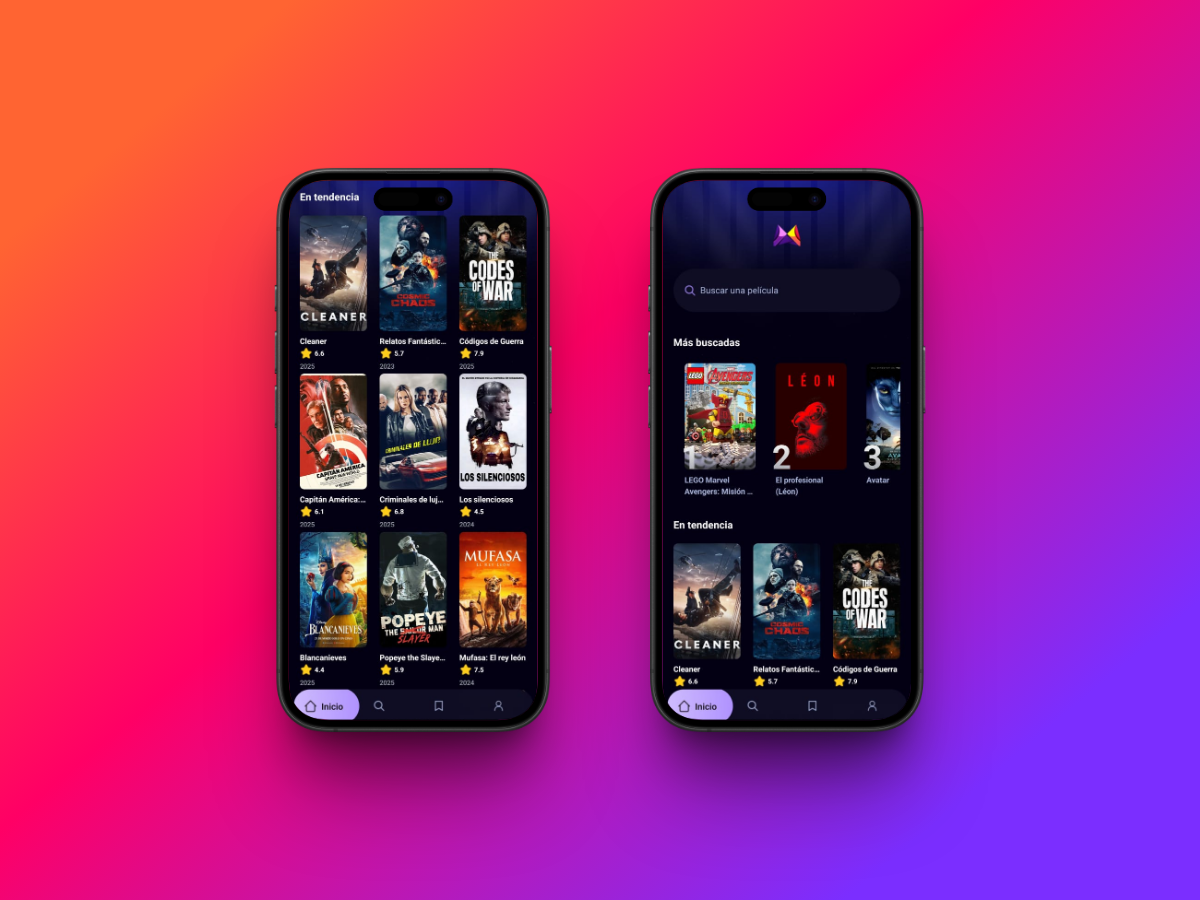 En tendencia
CLEANER
COSMIC
CHAOS
THE
CODES
OF WAR
Cleaner
Relatos Fantástic...
Códigos de Guerra
6.6
5.7
7.9
2025
2023
2025
CAPITÁN AMÉRICA
CRIMINALES DE LUJO?
LOS SILENCIOSOS
Capitán América:...
Criminales de luj...
Los silenciosos
6.1
6.8
4.5
2025
2025
2024
BLANCANIEVES
POPEYE
THE SAILOR MAN
SLAYER
MUFASA
EL REY LEÓN
Blancanieves
Popeye the Slaye...
Mufasa: El rey león
4.4
5.9
7.5
2025
2025
2024
Inicio
Buscar una película
Más buscadas
LEGO
AVENGERS
LÉON
1
2
3
LEGO Marvel
Avengers: Misión ...
El profesional
(Léon)
Avatar
En tendencia
CLEANER
COSMIC
CHAOS
THE
CODES
OF WAR
Cleaner
Relatos Fantástic...
Códigos de Guerra
6.6
5.7
7.9
Inicio